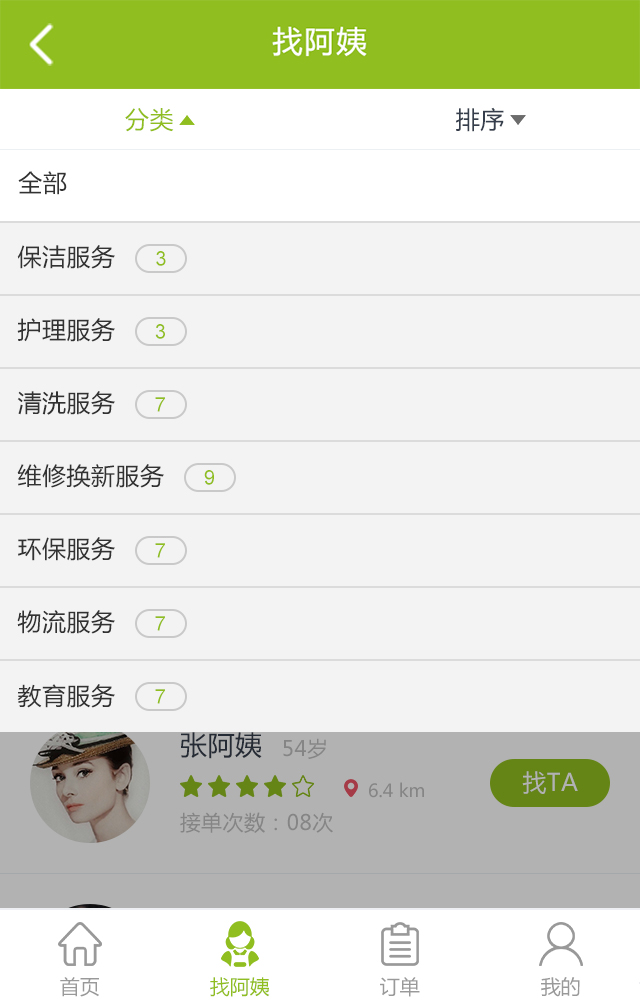 找阿姨
分类 排序
全部
保洁服务 3
护理服务 3
清洗服务 7
维修换新服务 9
环保服务 7
物流服务 7
教育服务 7
张阿姨 54岁
6.4 km 找TA
接单次数：08次
首页 找阿姨 订单 我的